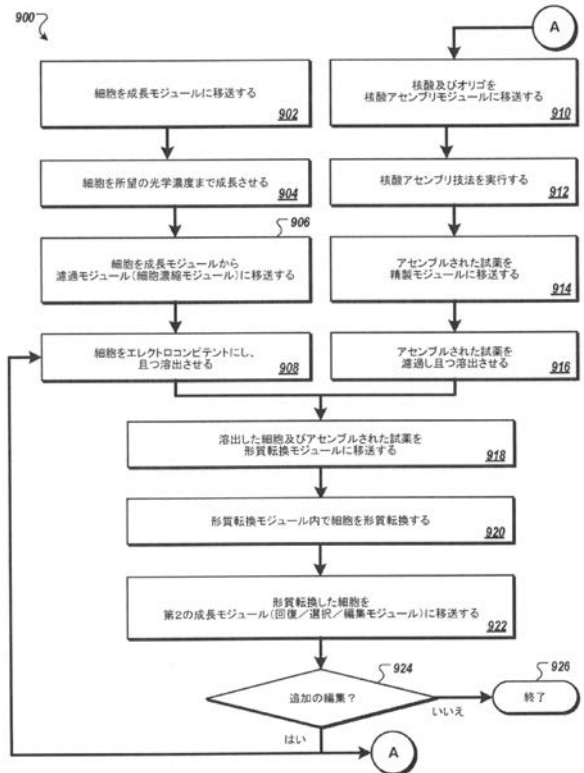 900
A
細胞を成長モジュールに移送する
902
核酸及びオリゴを
核酸アセンブリモジュールに移送する
910
細胞を所望の光学濃度まで成長させる
904
核酸アセンブリ技法を実行する
912
906
細胞を成長モジュールから
濾過モジュール(細胞濃縮モジュール)に移送する
アセンブルされた試薬を
精製モジュールに移送する
914
細胞をエレクトロコンピテントにし、
且つ溶出させる
908
アセンブルされた試薬を
濾過し且つ溶出させる
916
溶出した細胞及びアセンブルされた試薬を
形質転換モジュールに移送する
918
形質転換モジュール内で細胞を形質転換する
920
形質転換した細胞を
第2の成長モジュール(回復/選択/編集モジュール)に移送する
922
924
追加の編集?
926
終了
いいえ
はい
A